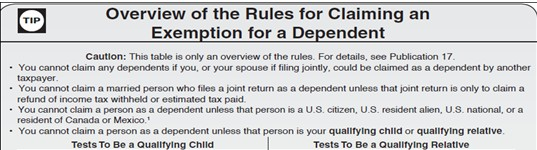 TIP
Overview of the Rules for Claiming an
Exemption for a Dependent
Caution: This table is only an overview of the rules. For details, see Publication 17.
• You cannot claim any dependents if you, or your spouse if filing jointly, could be claimed as a dependent by another
taxpayer.
• You cannot claim a married person who files a joint return as a dependent unless that joint return is only to claim a
refund of income tax withheld or estimated tax paid.
• You cannot claim a person as a dependent unless that person is a U.S. citizen, U.S. resident alien, U.S. national, or a
resident of Canada or Mexico.¹
• You cannot claim a person as a dependent unless that person is your qualifying child or qualifying relative.
Tests To Be a Qualifying Child Tests To Be a Qualifying Relative